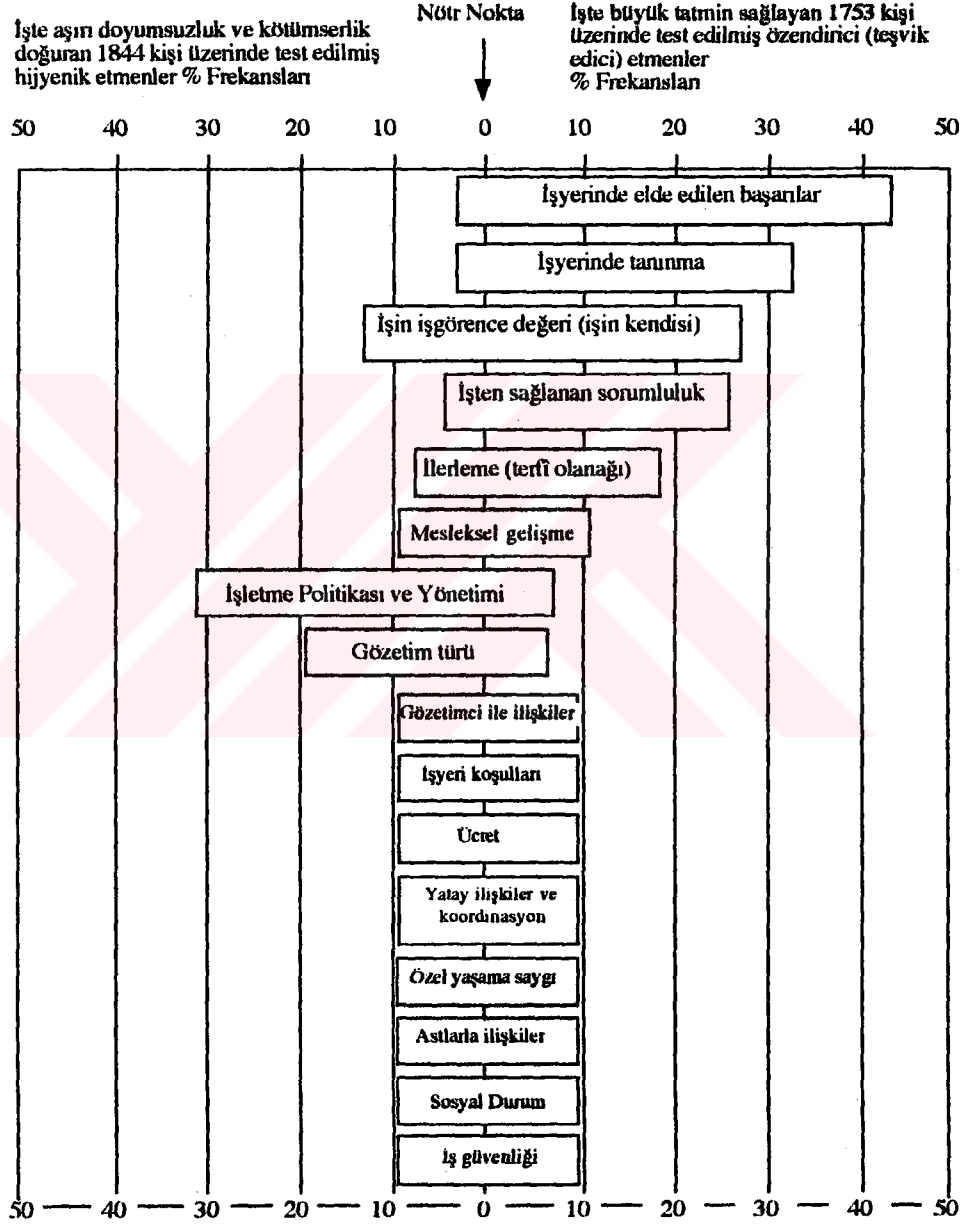 İşte aşırı doyumsuzluk ve kötümserlik
doğuran 1844 kişi üzerinde test edilmiş
hijyenik etmenler % Frekansları
Nötr Nokta
İşte büyük tatmin sağlayan 1753 kişi
üzerinde test edilmiş özendirici (teşvik
edici) etmenler
% Frekansları
50 40 30 20 10 0 10 20 30 40 50
İşyerinde elde edilen başarılar
İşyerinde tanınma
İşin işgörence değeri (işin kendisi)
İşten sağlanan sorumluluk
İlerleme (terfi olanağı)
Mesleksel gelişme
İşletme Politikası ve Yönetimi
Gözetim türü
Gözetimci ile ilişkiler
İşyeri koşulları
Ücret
Yatay ilişkiler ve
koordinasyon
Özel yaşama saygı
Astlarla ilişkiler
Sosyal Durum
İş güvenliği
50 — 40 — 30 — 20 — 10 — 0 — 10 — 20 — 30 — 40 — 50